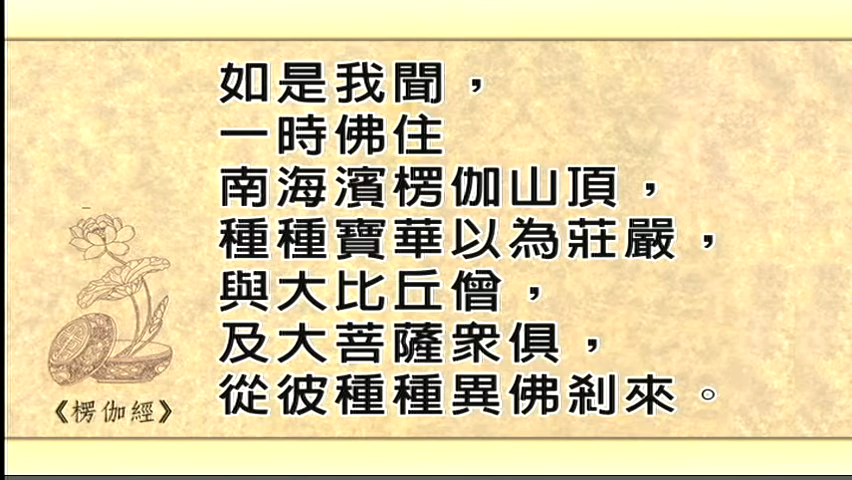 如是我聞，
一時佛住
南海濱楞伽山頂，
種種寶華以為莊嚴，
與大比丘僧，
及大菩薩眾俱，
從彼種種異佛剎來。
《楞伽經》